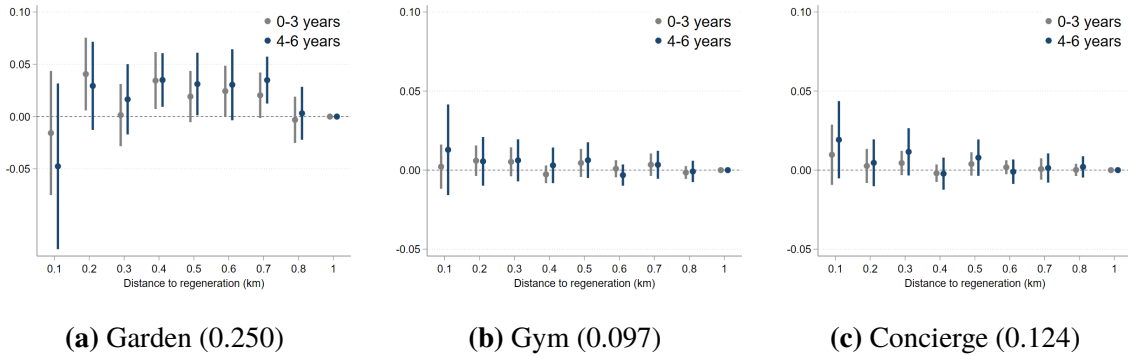 0.10
0-3 years
4-6 years
0.05
0.00
-0.05
0.1 0.2 0.3 0.4 0.5 0.6 0.7 0.8 1
Distance to regeneration (km)
(a) Garden (0.250)
0.10
0-3 years
4-6 years
0.05
0.00
-0.05
0.1 0.2 0.3 0.4 0.5 0.6 0.7 0.8 1
Distance to regeneration (km)
(b) Gym (0.097)
0.10
0-3 years
4-6 years
0.05
0.00
-0.05
0.1 0.2 0.3 0.4 0.5 0.6 0.7 0.8 1
Distance to regeneration (km)
(c) Concierge (0.124)